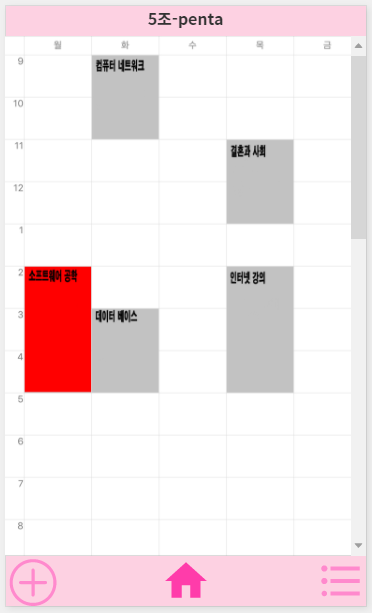 5조-penta
월 화 수 목 금
9
컴퓨터 네트워크
10
11
결혼과 사회
12
1
2
소프트웨어 공학
인터넷 강의
3
데이터 베이스
4
5
6
7
8